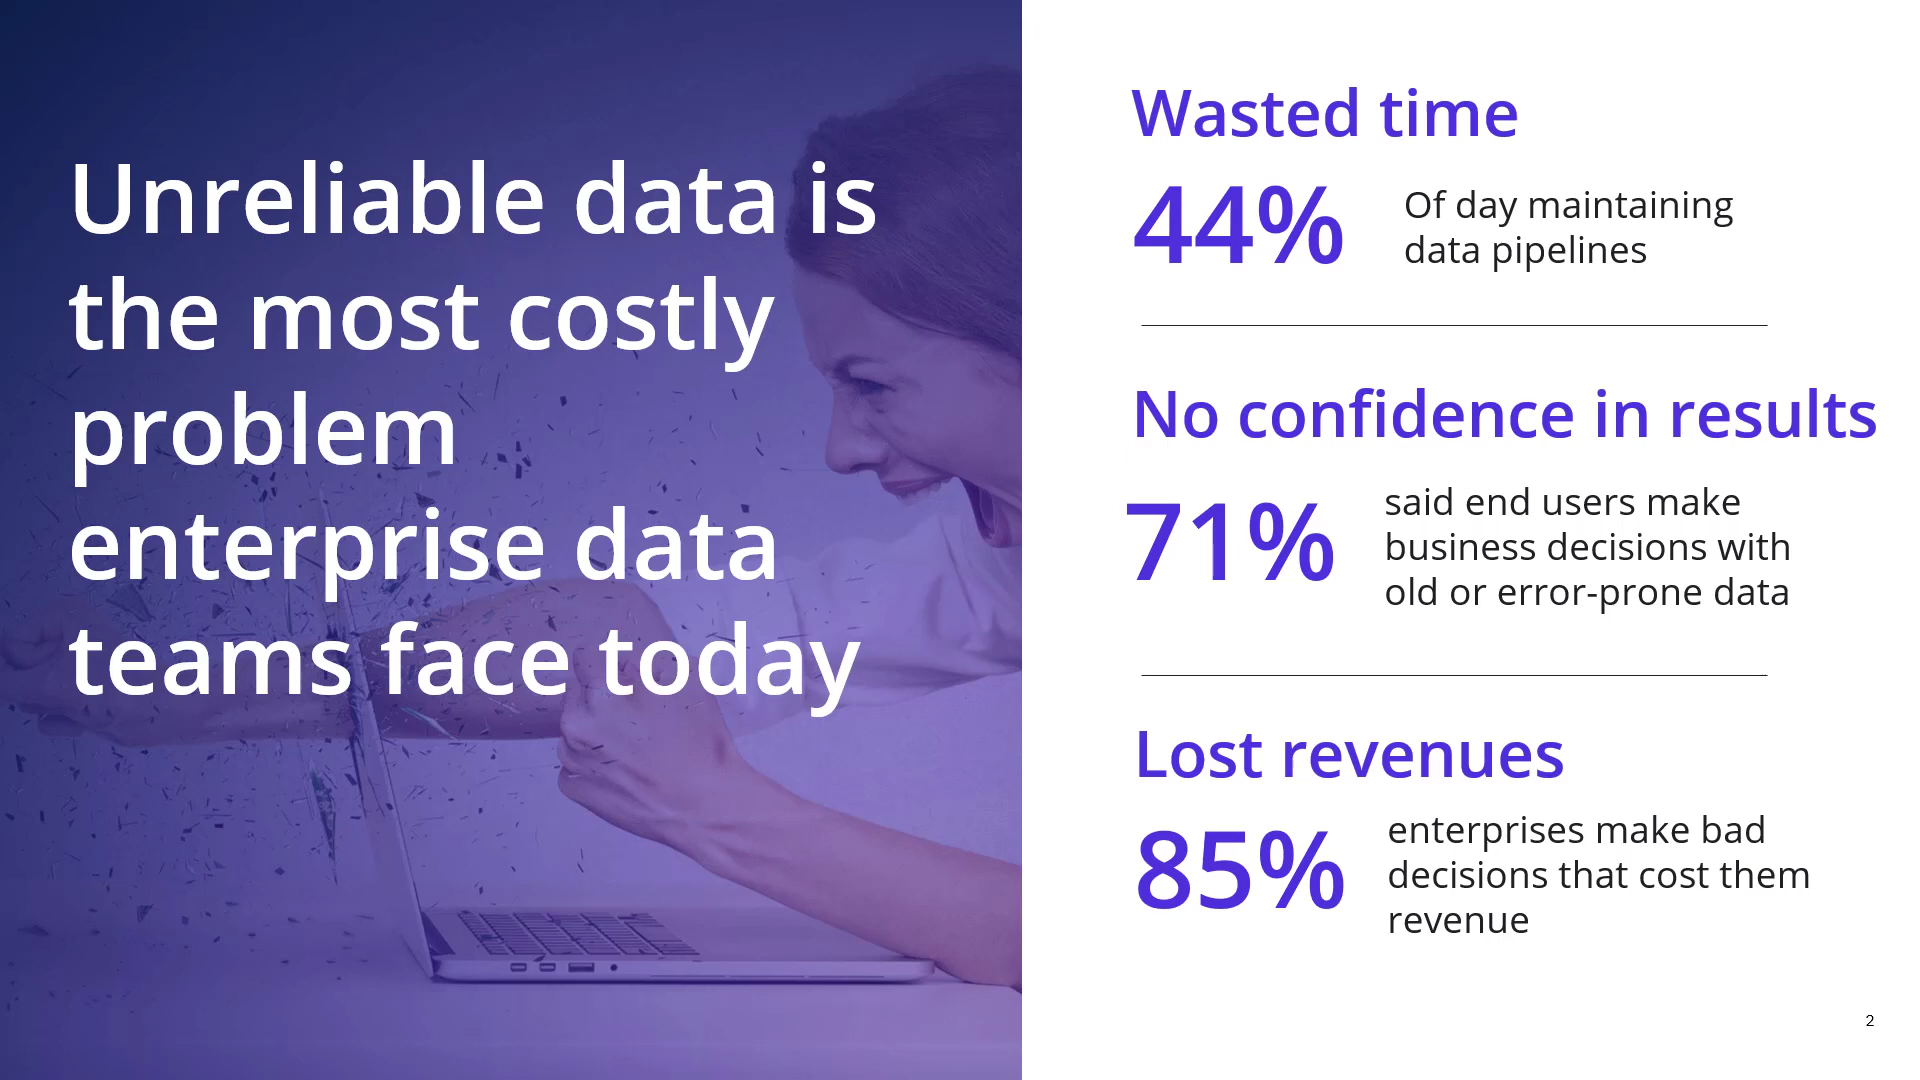 Unreliable data is
the most costly
problem
enterprise data
teams face today
Wasted time
44%
Of day maintaining
data pipelines
No confidence in results
71%
said end users make
business decisions with
old or error-prone data
Lost revenues
85%
enterprises make bad
decisions that cost them
revenue
2